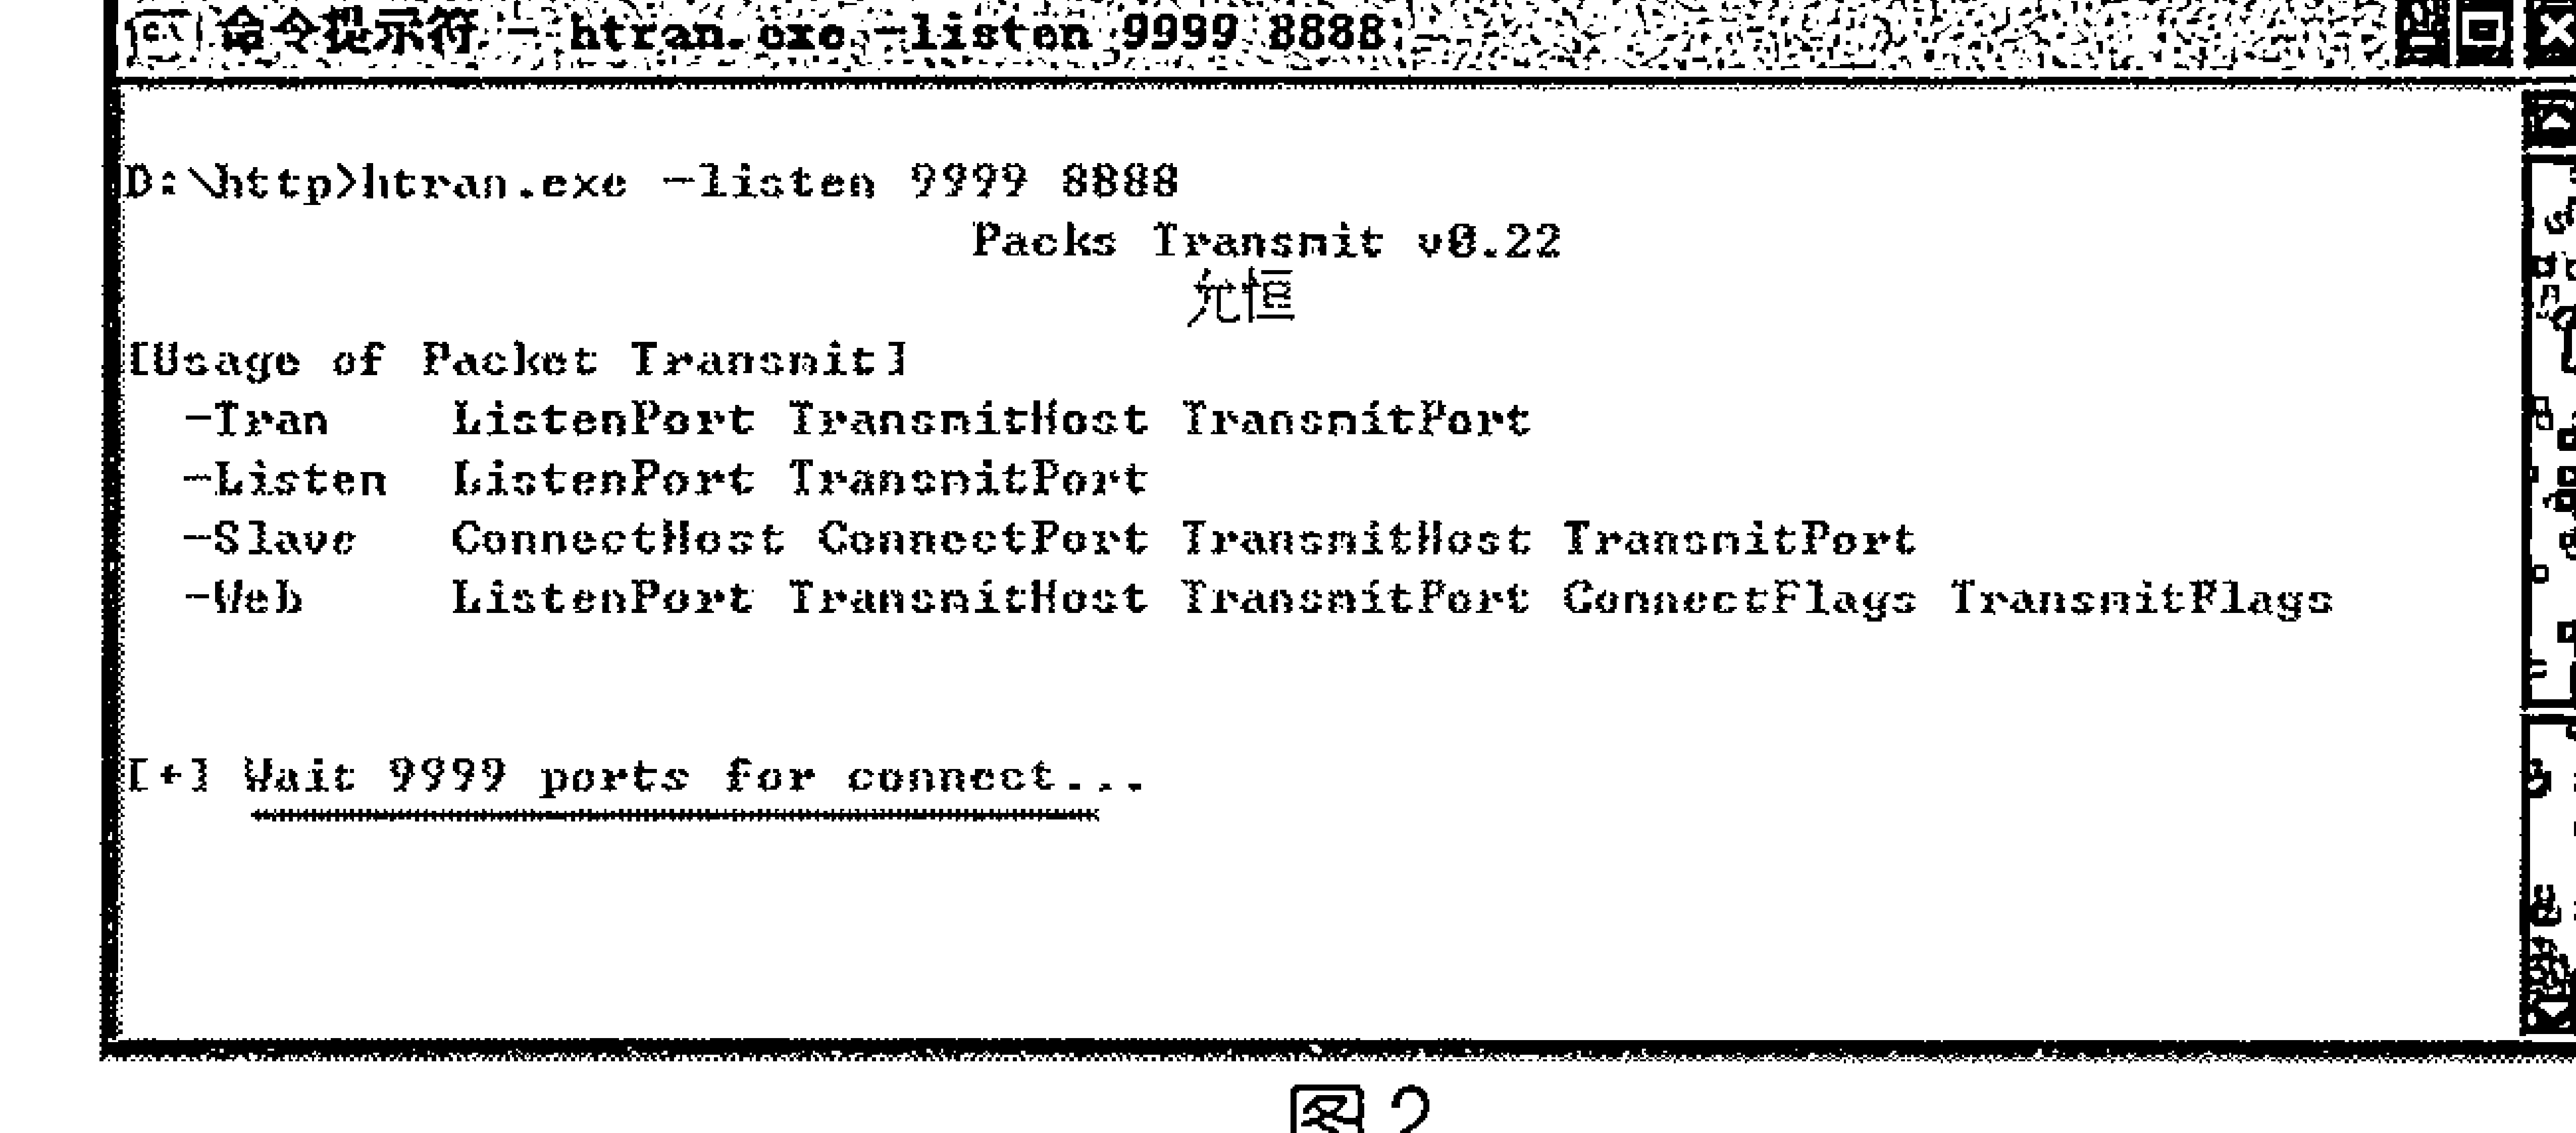 命令提示符 - htran.exe -listen 9999 8888
D:\http>htran.exe -listen 9999 8888
Packs Transmit v0.22
允恒
[Usage of Packet Transmit]
-Tran ListenPort TransmitHost TransmitPort
-Listen ListenPort TransmitPort
-Slave ConnectHost ConnectPort TransmitHost TransmitPort
-Web ListenPort TransmitHost TransmitPort ConnectFlags TransmitFlags
[+] Wait 9999 ports for connect...
图2